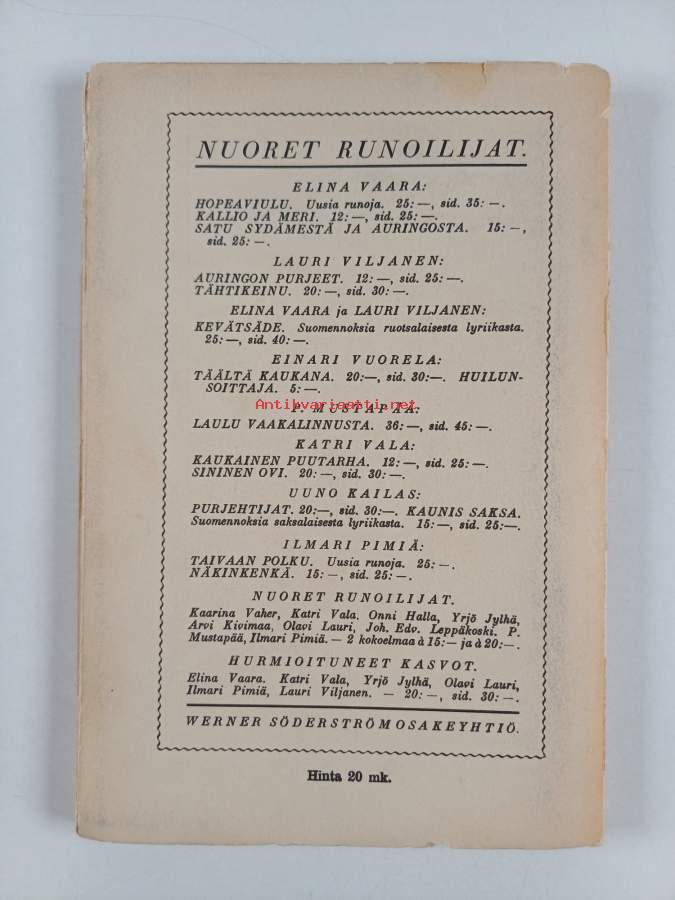 NUORET RUNOILIJAT.
ELINA VAARA:
HOPEAVIULU. Uusia runoja. 25: —, sid. 35: —.
KALLIO JA MERI. 12: —, sid. 25: —.
SATU SYDÄMESTÄ JA AURINGOSTA. 15: —,
sid. 25: —.
LAURI VILJANEN:
AURINGON PURJEET. 12: —, sid. 25: —.
TÄHTIKEINU. 20: —, sid. 30: —.
ELINA VAARA ja LAURI VILJANEN:
KEVÄTSÄDE. Suomennoksia ruotsalaisesta lyriikasta.
25: —, sid. 40: —.
EINARI VUORELA:
TÄÄLTÄ KAUKANA. 20: —, sid. 30: —. HUILUN-
SOITTAJA. 5: —.
Antikvariaatti.net
P. MUSTAPÄÄ:
LAULU VAAKALINNUSTA. 36: —, sid. 45: —.
KATRI VALA:
KAUKAINEN PUUTARHA. 12: —, sid. 25: —.
SININEN OVI. 20: —, sid. 30: —.
UUNO KAILAS:
PURJEHTIJAT. 20: —, sid. 30: —. KAUNIS SAKSA.
Suomennoksia saksalaisesta lyriikasta. 15: —, sid. 25: —.
ILMARI PIMIÄ:
TAIVAAN POLKU. Uusia runoja. 25: —.
NÄKINKENKÄ. 15: —, sid. 25: —.
NUORET RUNOILIJAT.
Kaarina Vaher, Katri Vala, Onni Halla, Yrjö Jylhä,
Arvi Kivimaa, Olavi Lauri, Joh. Edv. Leppäkoski. P.
Mustapää, Ilmari Pimiä. — 2 kokoelmaa à 15: — ja à 20: —.
HURMIOITUNEET KASVOT.
Elina Vaara. Katri Vala, Yrjö Jylhä, Olavi Lauri,
Ilmari Pimiä, Lauri Viljanen. — 20: —, sid. 30: —.
WERNER SÖDERSTRÖM OSAKEYHTIÖ.
Hinta 20 mk.